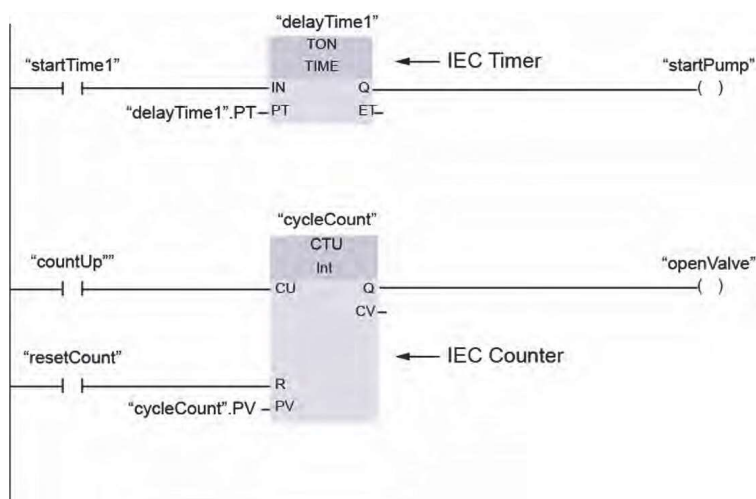 "delayTime1"
TON
TIME
IEC Timer
"startTime1"
"startPump"
IN
Q
( )
"delayTime1".PT
PT
ET
"cycleCount"
CTU
Int
"countUp""
"openValve"
CU
Q
( )
CV
"resetCount"
IEC Counter
R
"cycleCount".PV
PV